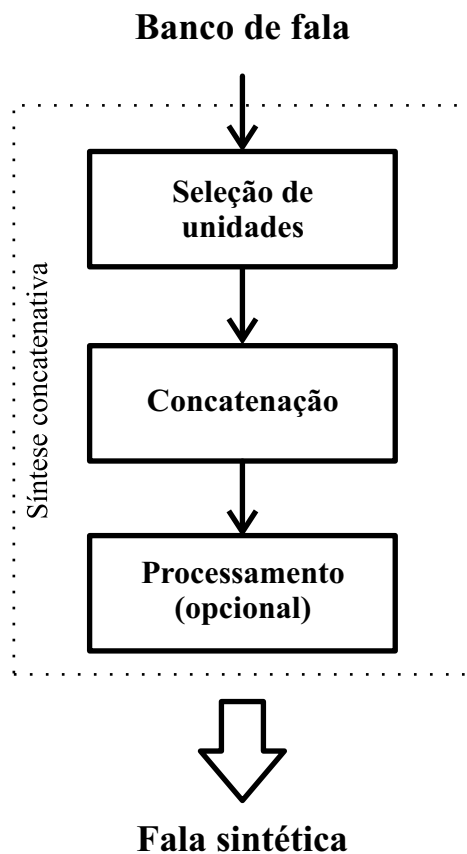 Banco de fala
Seleção de
unidades
Síntese concatenativa
Concatenação
Processamento
(opcional)
Fala sintética